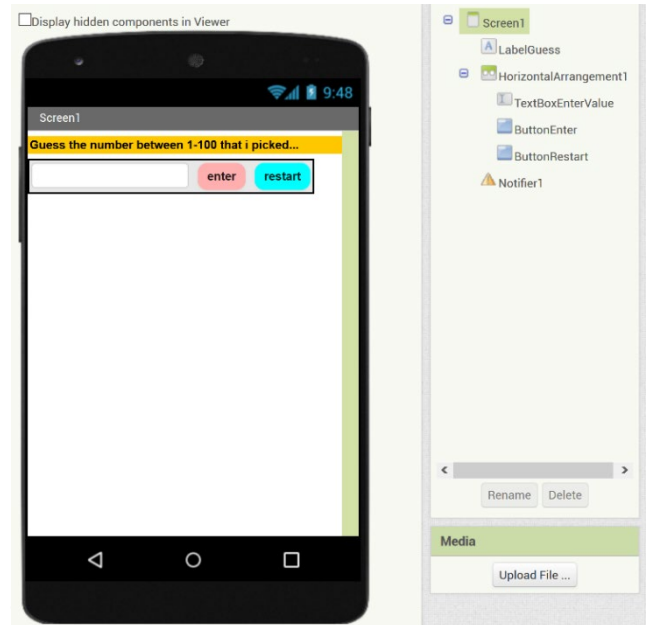 Display hidden components in Viewer
9:48
Screen1
Guess the number between 1-100 that i picked...
enter
restart
Screen1
A LabelGuess
HorizontalArrangement1
TextBoxEnterValue
ButtonEnter
ButtonRestart
Notifier1
Rename
Delete
Media
Upload File ...